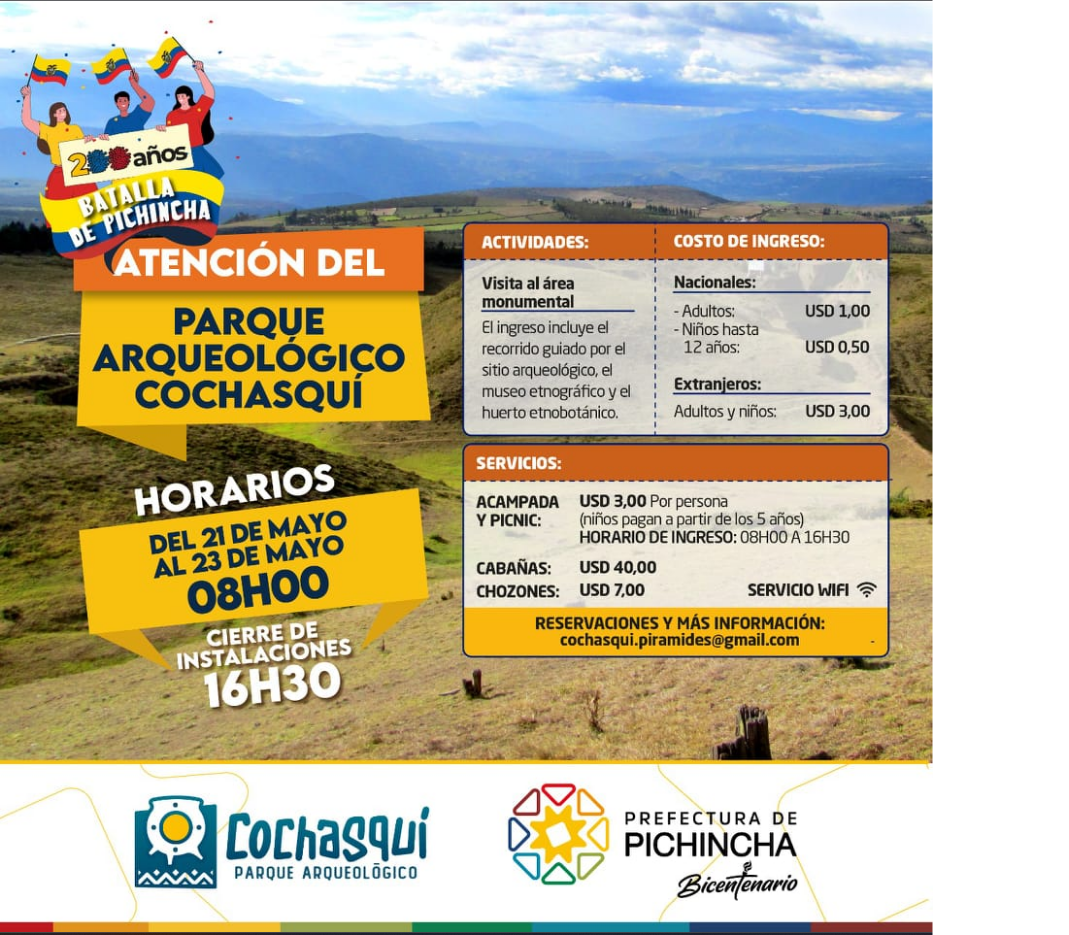 200 años
BATALLA
DE PICHINCHA
ATENCIÓN DEL
PARQUE
ARQUEOLÓGICO
COCHASQUÍ
HORARIOS
DEL 21 DE MAYO
AL 23 DE MAYO
08H00
CIERRE DE
INSTALACIONES
16H30
ACTIVIDADES:
Visita al área
monumental
El ingreso incluye el
recorrido guiado por el
sitio arqueológico, el
museo etnográfico y el
huerto etnobotánico.
COSTO DE INGRESO:
Nacionales:
- Adultos: USD 1,00
- Niños hasta
12 años: USD 0,50
Extranjeros:
Adultos y niños: USD 3,00
SERVICIOS:
ACAMPADA
Y PICNIC:
USD 3,00 Por persona
(niños pagan a partir de los 5 años)
HORARIO DE INGRESO: 08H00 A 16H30
CABAÑAS: USD 40,00
CHOZONES: USD 7,00
SERVICIO WIFI
RESERVACIONES Y MÁS INFORMACIÓN:
cochasqui.piramides@gmail.com
-
Cochasquí
PARQUE ARQUEOLÓGICO
PREFECTURA DE
PICHINCHA
Bicentenario